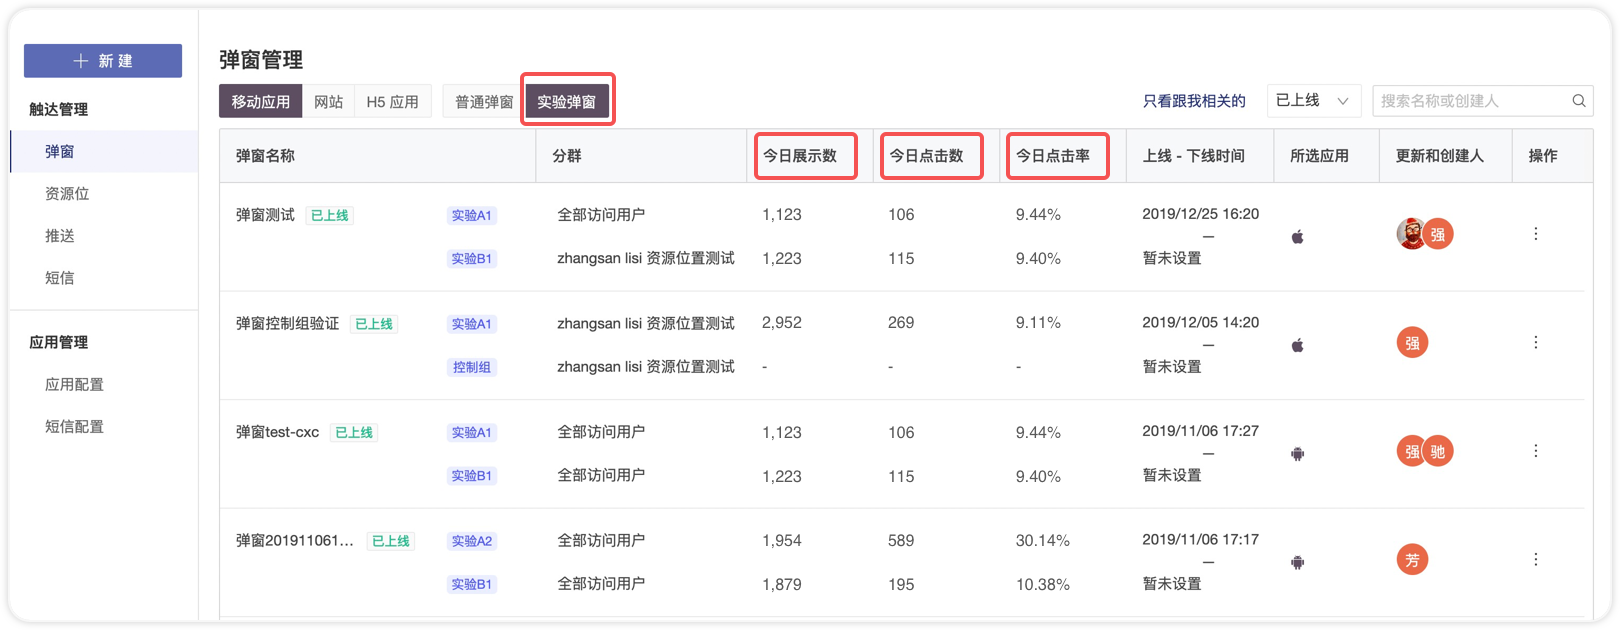 + 新 建
触达管理
弹窗
资源位
推送
短信
应用管理
应用配置
短信配置
弹窗管理
移动应用 网站 H5 应用 普通弹窗 实验弹窗 只看跟我相关的 已上线 搜索名称或创建人
弹窗名称 分群 今日展示数 今日点击数 今日点击率 上线 - 下线时间 所选应用 更新和创建人 操作
弹窗测试 已上线 实验A1 全部访问用户 1,123 106 9.44% 2019/12/25 16:20
— 强
实验B1 zhangsan lisi 资源位置测试 1,223 115 9.40% 暂未设置
弹窗控制组验证 已上线 实验A1 zhangsan lisi 资源位置测试 2,952 269 9.11% 2019/12/05 14:20
— 强
控制组 zhangsan lisi 资源位置测试 - - - 暂未设置
弹窗test-cxc 已上线 实验A1 全部访问用户 1,123 106 9.44% 2019/11/06 17:27
— 强 驰
实验B1 全部访问用户 1,223 115 9.40% 暂未设置
弹窗201911061... 已上线 实验A2 全部访问用户 1,954 589 30.14% 2019/11/06 17:17
— 芳
实验B1 全部访问用户 1,879 195 10.38% 暂未设置